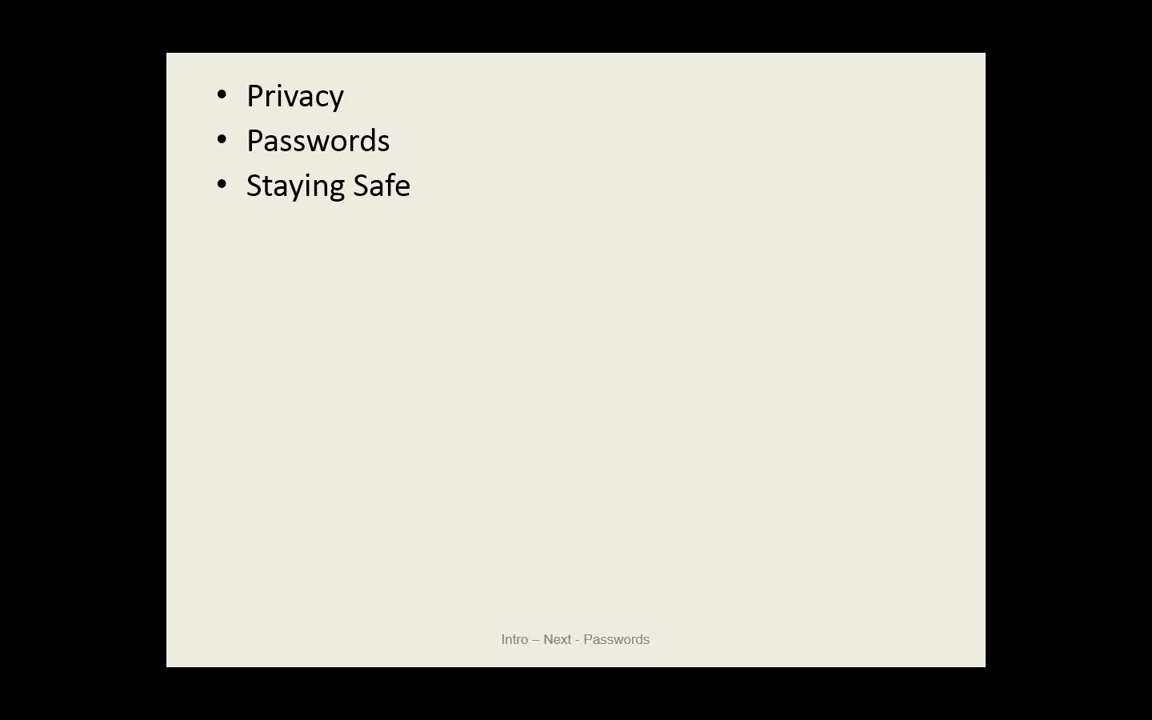 • Privacy
• Passwords
• Staying Safe
Intro – Next - Passwords